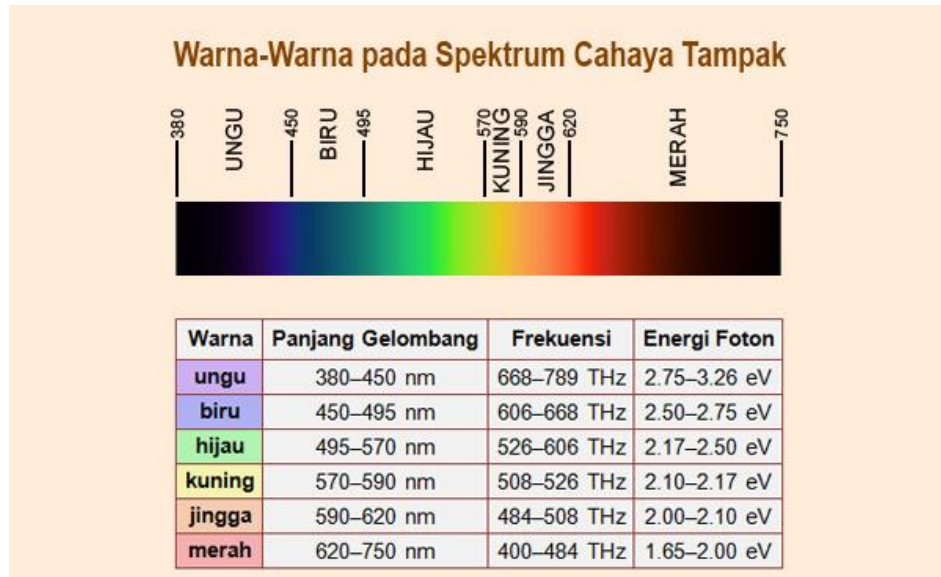 Warna-Warna pada Spektrum Cahaya Tampak
380 UNGU 450 BIRU 495 HIJAU 570 KUNING 590 JINGGA 620 MERAH 750
Warna Panjang Gelombang Frekuensi Energi Foton
ungu 380–450 nm 668–789 THz 2.75–3.26 eV
biru 450–495 nm 606–668 THz 2.50–2.75 eV
hijau 495–570 nm 526–606 THz 2.17–2.50 eV
kuning 570–590 nm 508–526 THz 2.10–2.17 eV
jingga 590–620 nm 484–508 THz 2.00–2.10 eV
merah 620–750 nm 400–484 THz 1.65–2.00 eV